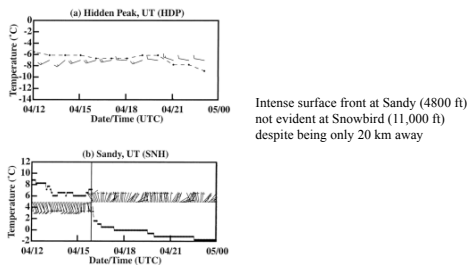 (a) Hidden Peak, UT (HDP)
Temperature (°C)
0
-2
-4
-6
-8
-10
-12
-14
04/12 04/15 04/18 04/21 05/00
Date/Time (UTC)
Intense surface front at Sandy (4800 ft)
not evident at Snowbird (11,000 ft)
despite being only 20 km away
(b) Sandy, UT (SNH)
Temperature (°C)
12
10
8
6
4
2
0
-2
04/12 04/15 04/18 04/21 05/00
Date/Time (UTC)